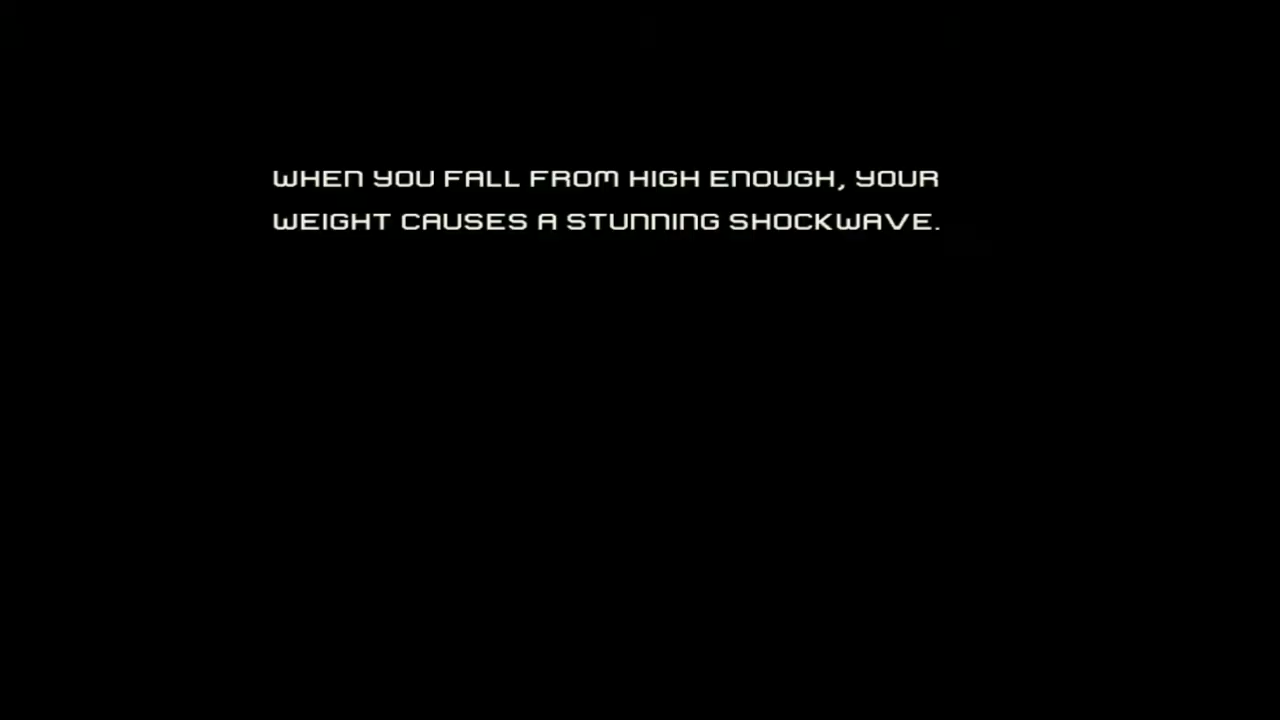 WHEN YOU FALL FROM HIGH ENOUGH, YOUR
WEIGHT CAUSES A STUNNING SHOCKWAVE.